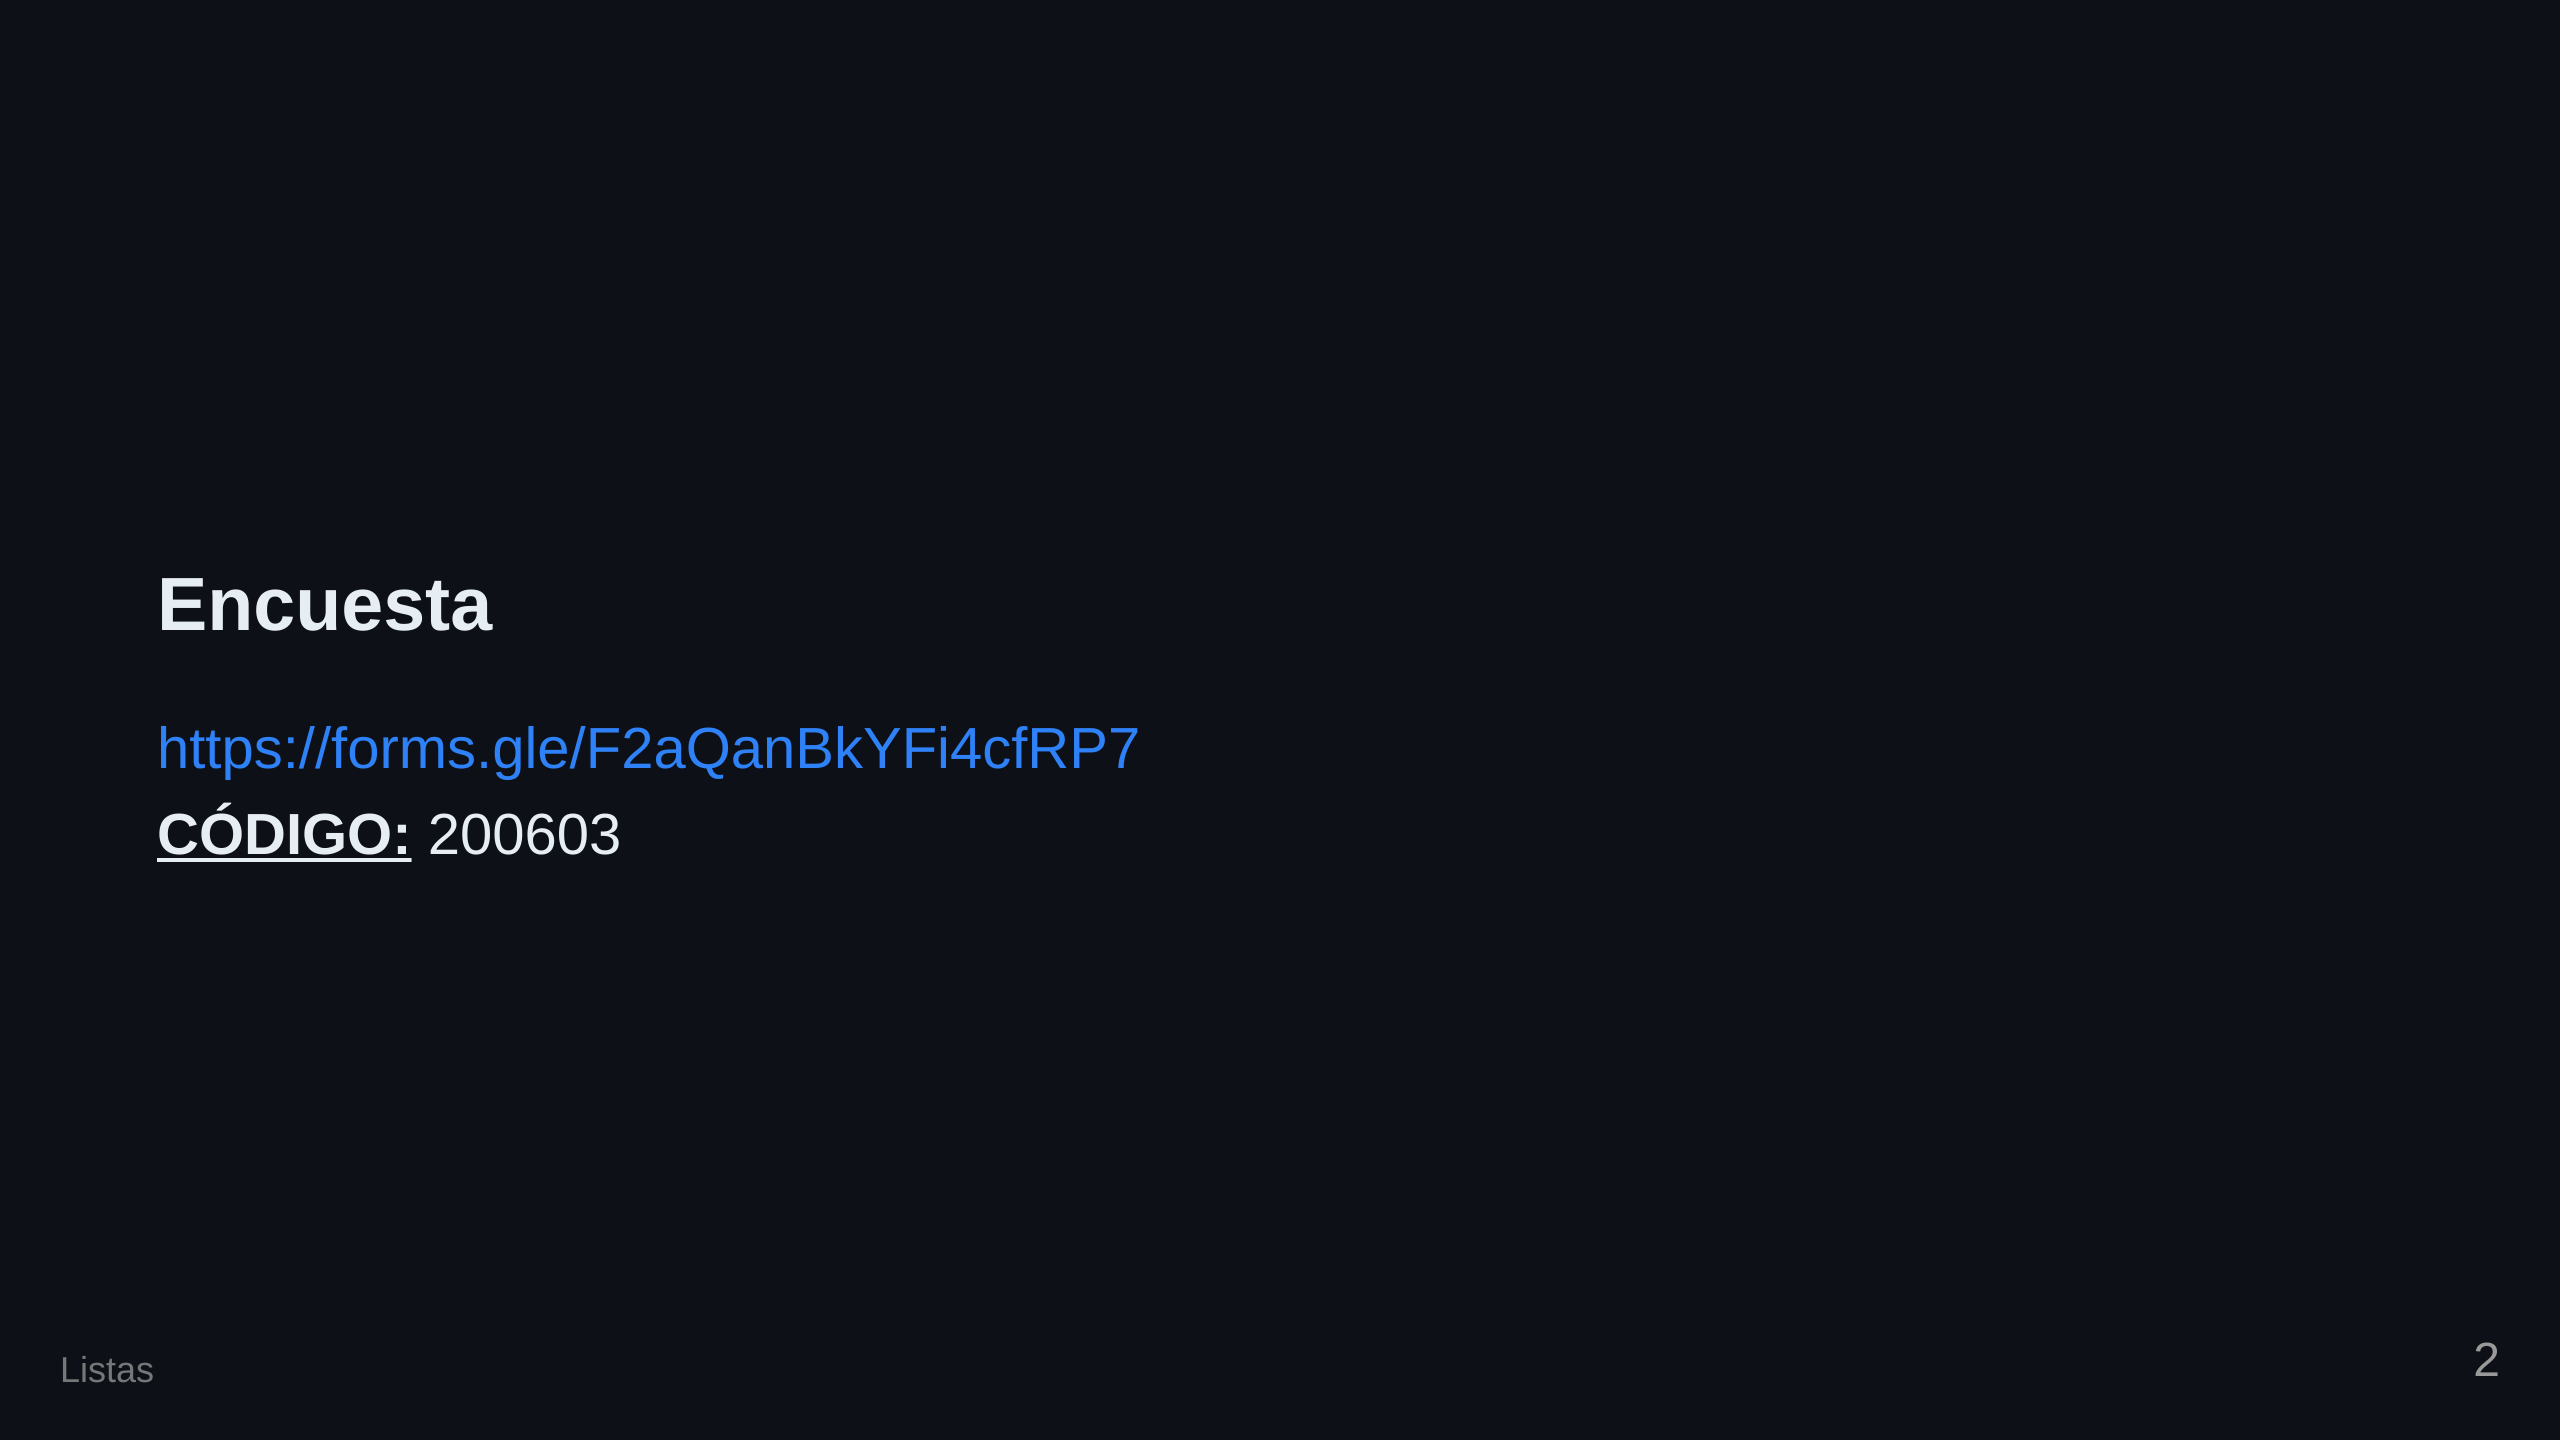 Encuesta
https://forms.gle/F2aQanBkYFi4cfRP7
CÓDIGO: 200603
Listas
2